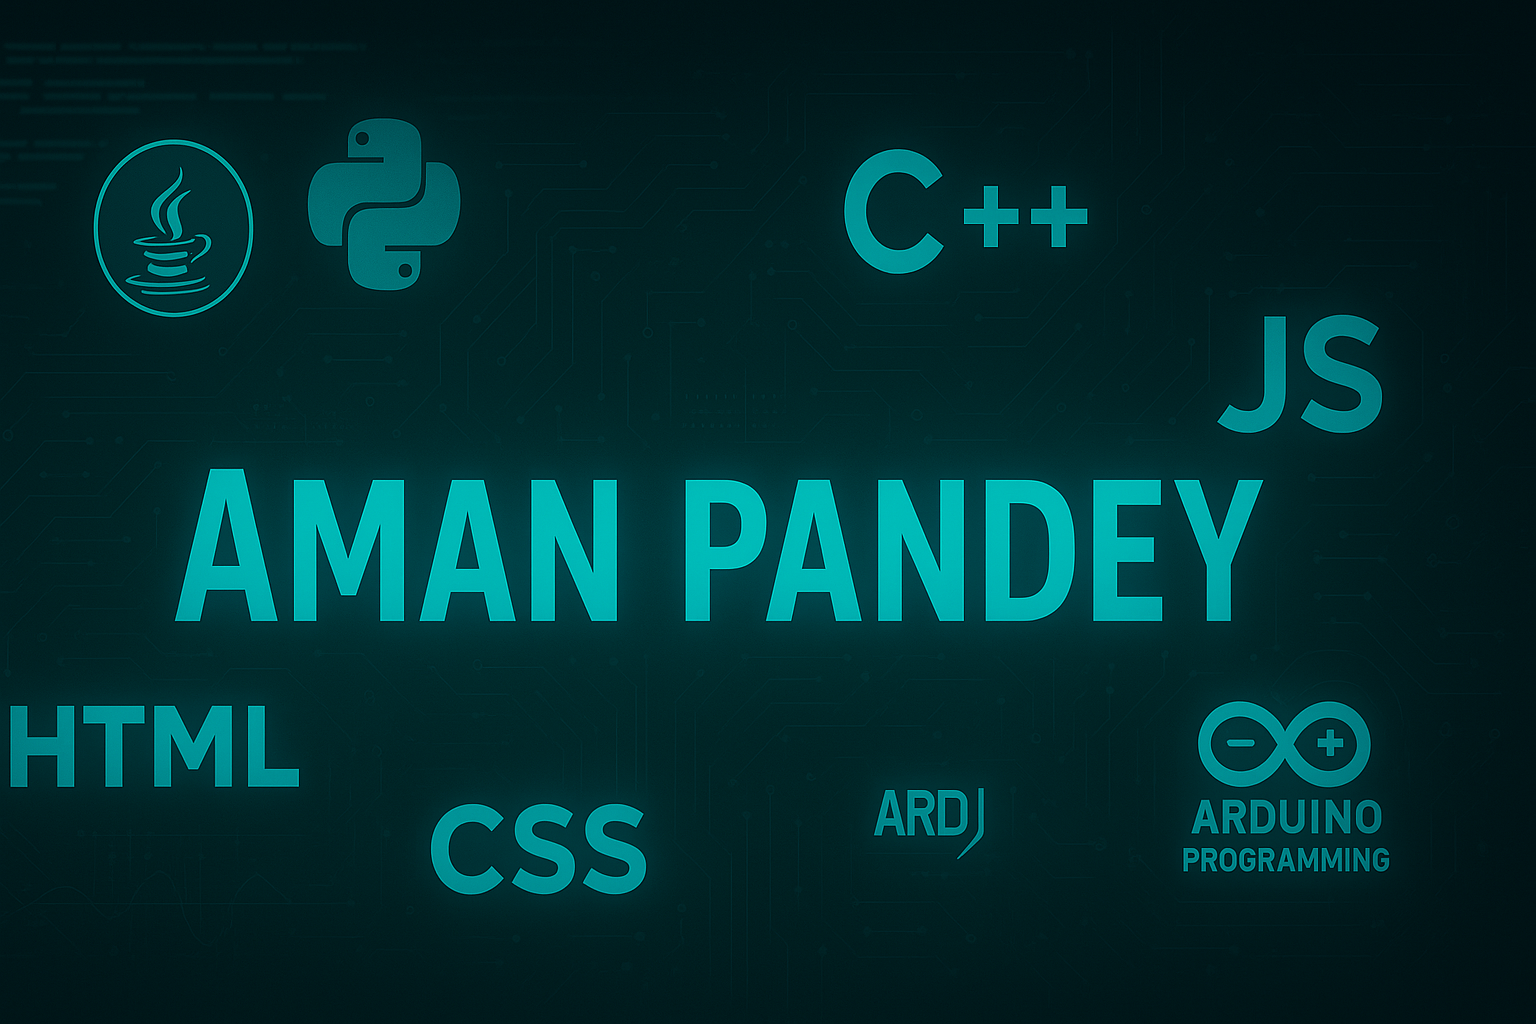 C++
JS
AMAN PANDEY
HTML
CSS
ARDJ
ARDUINO
PROGRAMMING